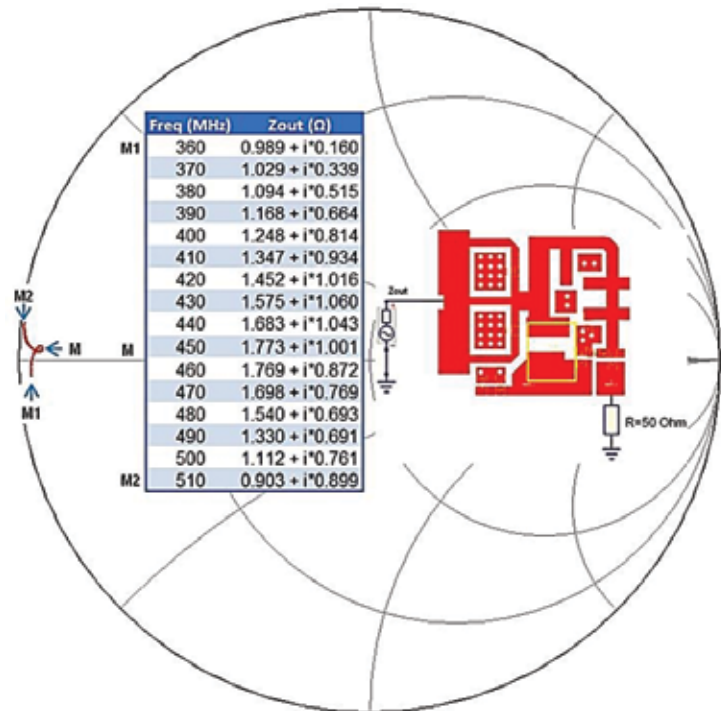 Freq (MHz) Zout (Ω)
M1 360 0.989 + i*0.160
370 1.029 + i*0.339
380 1.094 + i*0.515
390 1.168 + i*0.664
400 1.248 + i*0.814
410 1.347 + i*0.934
420 1.452 + i*1.016
430 1.575 + i*1.060
440 1.683 + i*1.043
M 450 1.773 + i*1.001
460 1.769 + i*0.872
470 1.698 + i*0.769
480 1.540 + i*0.693
490 1.330 + i*0.691
500 1.112 + i*0.761
M2 510 0.903 + i*0.899
M2
M
M1
Zout
R=50 Ohm